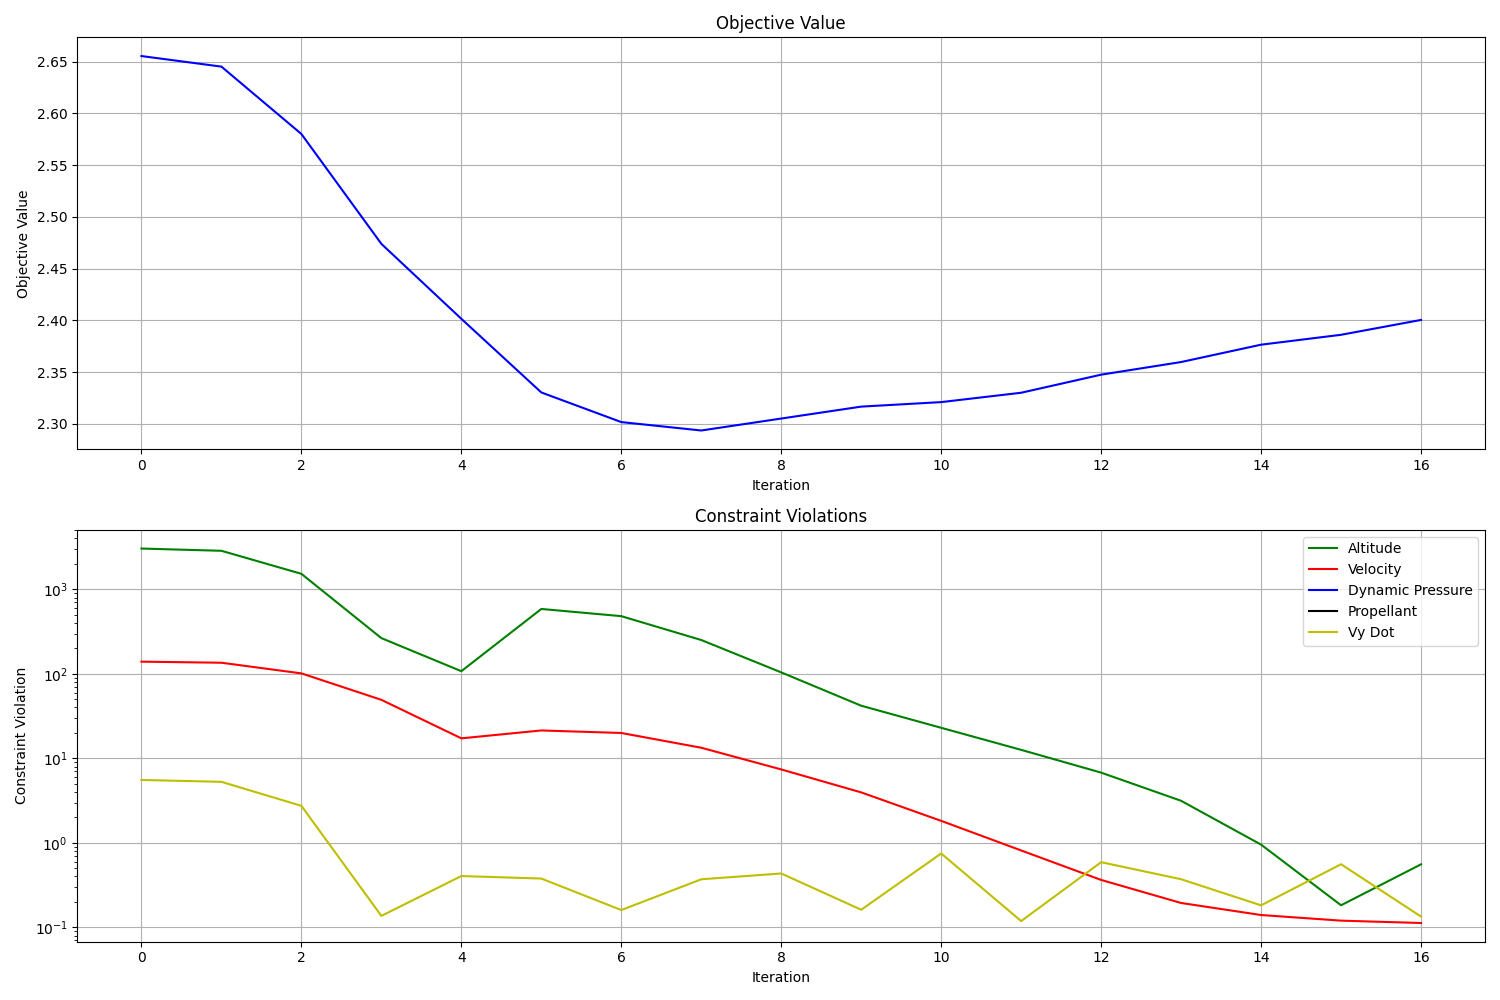 Objective Value
Objective Value
2.65
2.60
2.55
2.50
2.45
2.40
2.35
2.30
0 2 4 6 8 10 12 14 16
Iteration
Constraint Violations
Constraint Violation
10³
10²
10¹
10⁰
10⁻¹
Altitude
Velocity
Dynamic Pressure
Propellant
Vy Dot
0 2 4 6 8 10 12 14 16
Iteration